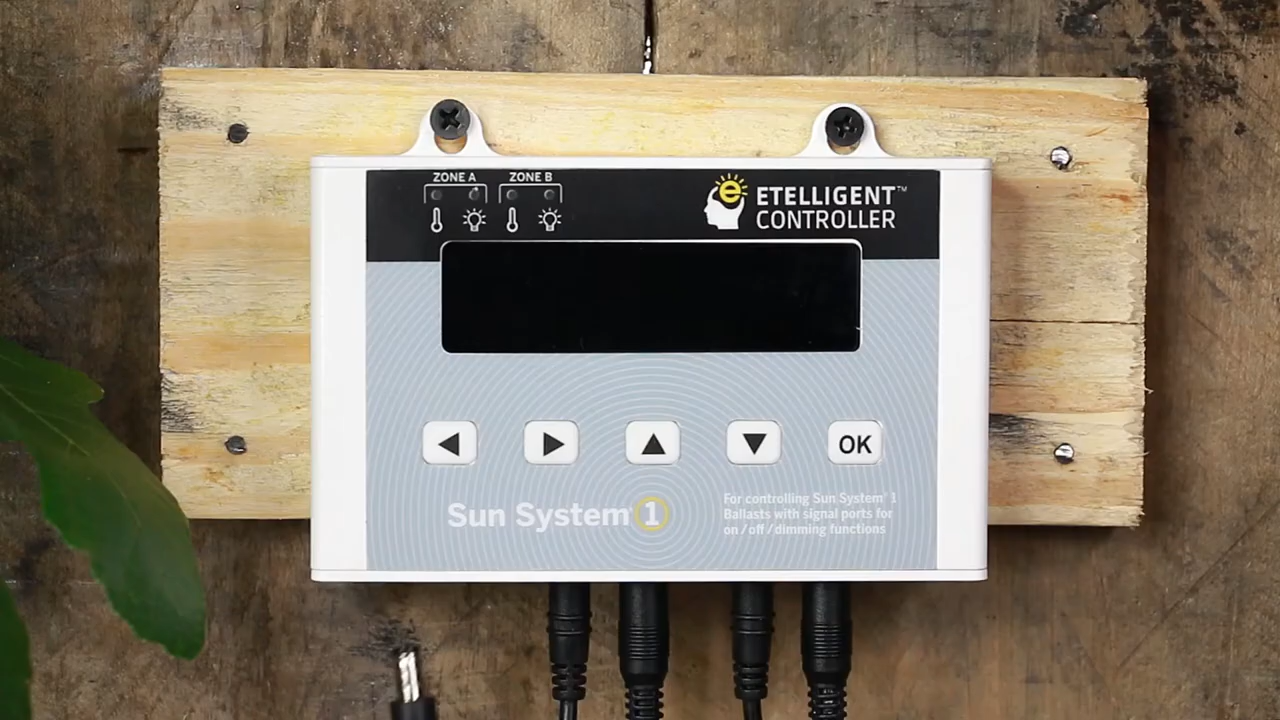 ZONE A ZONE B
e
ETELLIGENT™
CONTROLLER
OK
Sun System® 1
For controlling Sun System® 1
Ballasts with signal ports for
on/off/dimming functions